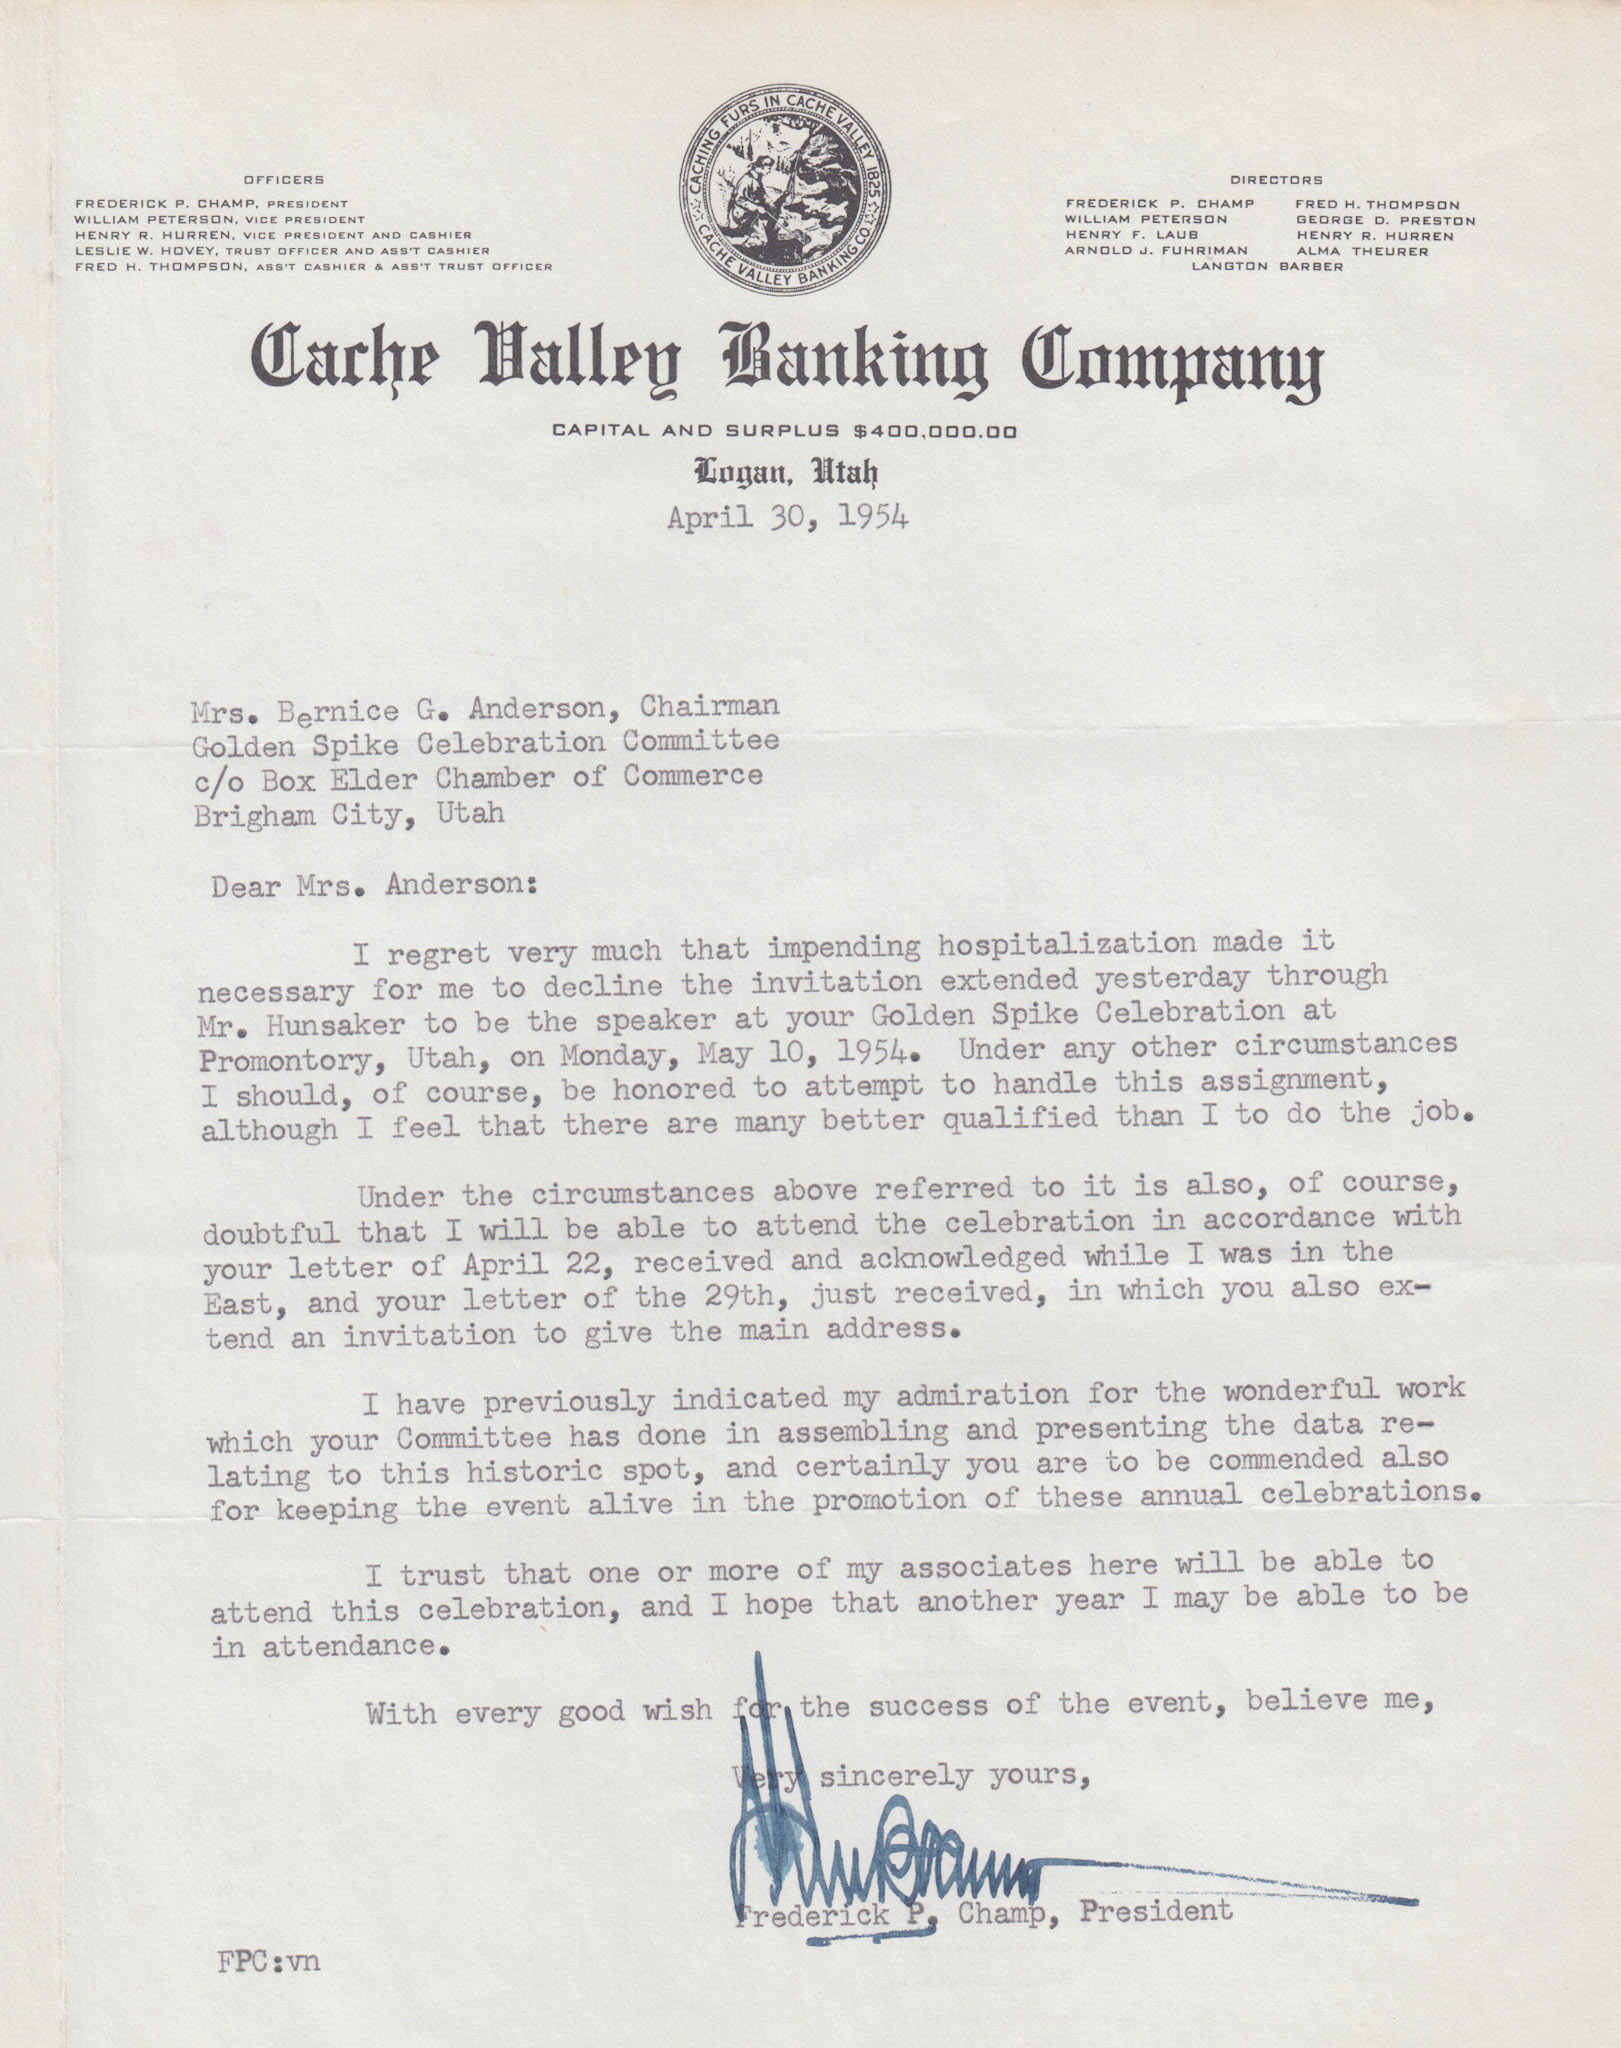 CACHING FURS IN CACHE VALLEY 1825
CACHE VALLEY BANKING CO.
OFFICERS
FREDERICK P. CHAMP, PRESIDENT
WILLIAM PETERSON, VICE PRESIDENT
HENRY R. HURREN, VICE PRESIDENT AND CASHIER
LESLIE W. HOVEY, TRUST OFFICER AND ASS'T CASHIER
FRED H. THOMPSON, ASS'T CASHIER & ASS'T TRUST OFFICER
DIRECTORS
FREDERICK P. CHAMP FRED H. THOMPSON
WILLIAM PETERSON GEORGE D. PRESTON
HENRY F. LAUB HENRY R. HURREN
ARNOLD J. FUHRIMAN ALMA THEURER
LANGTON BARBER
Cache Valley Banking Company
CAPITAL AND SURPLUS $400,000.00
Logan, Utah
April 30, 1954
Mrs. Bernice G. Anderson, Chairman
Golden Spike Celebration Committee
c/o Box Elder Chamber of Commerce
Brigham City, Utah
Dear Mrs. Anderson:
I regret very much that impending hospitalization made it
necessary for me to decline the invitation extended yesterday through
Mr. Hunsaker to be the speaker at your Golden Spike Celebration at
Promontory, Utah, on Monday, May 10, 1954. Under any other circumstances
I should, of course, be honored to attempt to handle this assignment,
although I feel that there are many better qualified than I to do the job.
Under the circumstances above referred to it is also, of course,
doubtful that I will be able to attend the celebration in accordance with
your letter of April 22, received and acknowledged while I was in the
East, and your letter of the 29th, just received, in which you also ex-
tend an invitation to give the main address.
I have previously indicated my admiration for the wonderful work
which your Committee has done in assembling and presenting the data re-
lating to this historic spot, and certainly you are to be commended also
for keeping the event alive in the promotion of these annual celebrations.
I trust that one or more of my associates here will be able to
attend this celebration, and I hope that another year I may be able to be
in attendance.
With every good wish for the success of the event, believe me,
Very sincerely yours,
Frederick P. Champ, President
FPC:vn